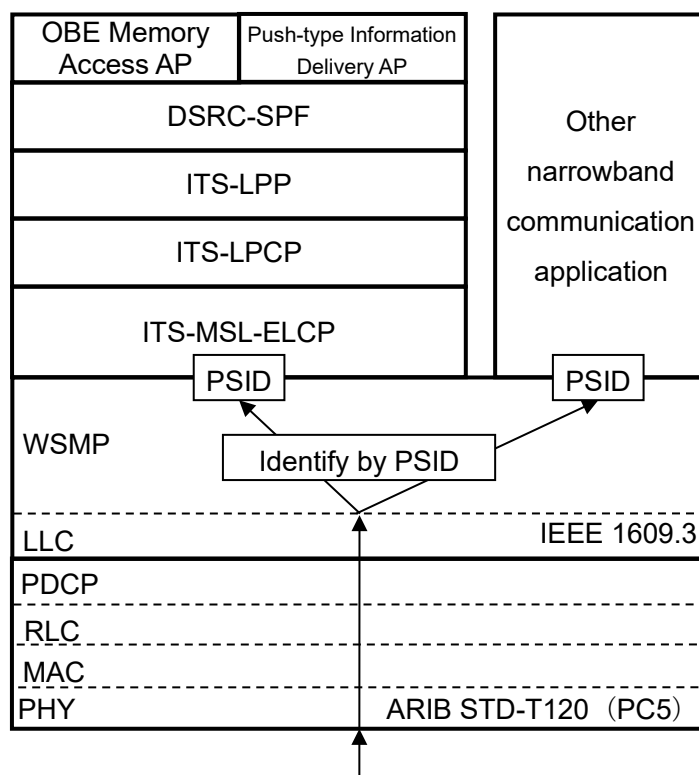 OBE Memory
Access AP
Push-type Information
Delivery AP
DSRC-SPF
ITS-LPP
ITS-LPCP
ITS-MSL-ELCP
Other
narrowband
communication
application
PSID
PSID
WSMP
Identify by PSID
LLC
IEEE 1609.3
PDCP
RLC
MAC
PHY
ARIB STD-T120（PC5）